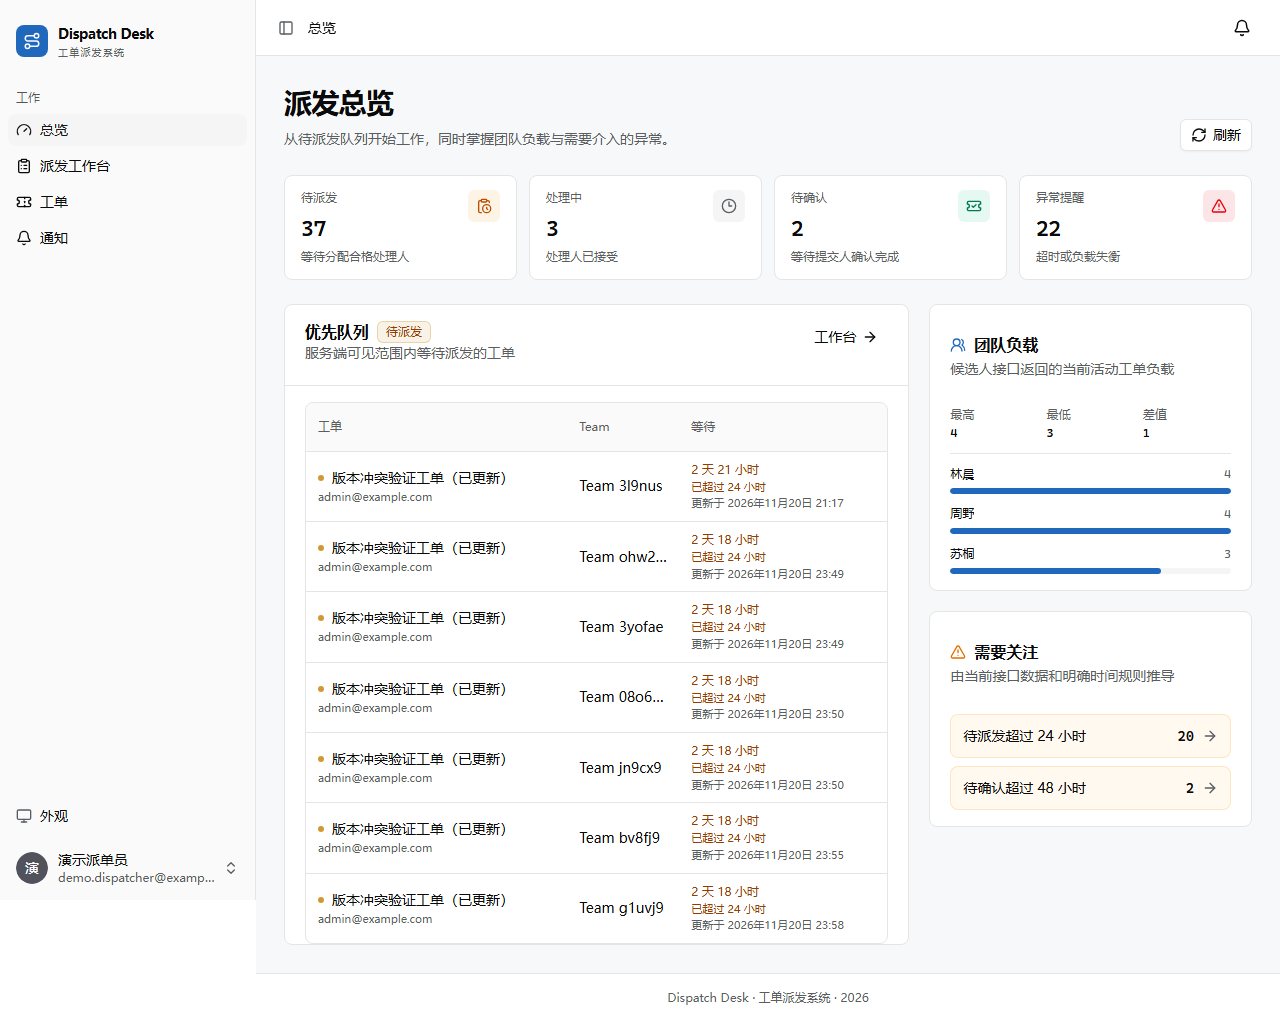 Dispatch Desk
工单派发系统
工作
总览
派发工作台
工单
通知
外观
演
演示派单员
demo.dispatcher@examp...
总览
派发总览
从待派发队列开始工作，同时掌握团队负载与需要介入的异常。
刷新
待派发
37
等待分配合格处理人
处理中
3
处理人已接受
待确认
2
等待提交人确认完成
异常提醒
22
超时或负载失衡
优先队列 待派发
服务端可见范围内等待派发的工单
工作台
工单 Team 等待
版本冲突验证工单（已更新）
admin@example.com
Team 3l9nus
2 天 21 小时
已超过 24 小时
更新于 2026年11月20日 21:17
版本冲突验证工单（已更新）
admin@example.com
Team ohw2...
2 天 18 小时
已超过 24 小时
更新于 2026年11月20日 23:49
版本冲突验证工单（已更新）
admin@example.com
Team 3yofae
2 天 18 小时
已超过 24 小时
更新于 2026年11月20日 23:49
版本冲突验证工单（已更新）
admin@example.com
Team 08o6...
2 天 18 小时
已超过 24 小时
更新于 2026年11月20日 23:50
版本冲突验证工单（已更新）
admin@example.com
Team jn9cx9
2 天 18 小时
已超过 24 小时
更新于 2026年11月20日 23:50
版本冲突验证工单（已更新）
admin@example.com
Team bv8fj9
2 天 18 小时
已超过 24 小时
更新于 2026年11月20日 23:55
版本冲突验证工单（已更新）
admin@example.com
Team g1uvj9
2 天 18 小时
已超过 24 小时
更新于 2026年11月20日 23:58
团队负载
候选人接口返回的当前活动工单负载
最高 最低 差值
4 3 1
林晨 4
周野 4
苏桐 3
需要关注
由当前接口数据和明确时间规则推导
待派发超过 24 小时 20
待确认超过 48 小时 2
Dispatch Desk · 工单派发系统 · 2026